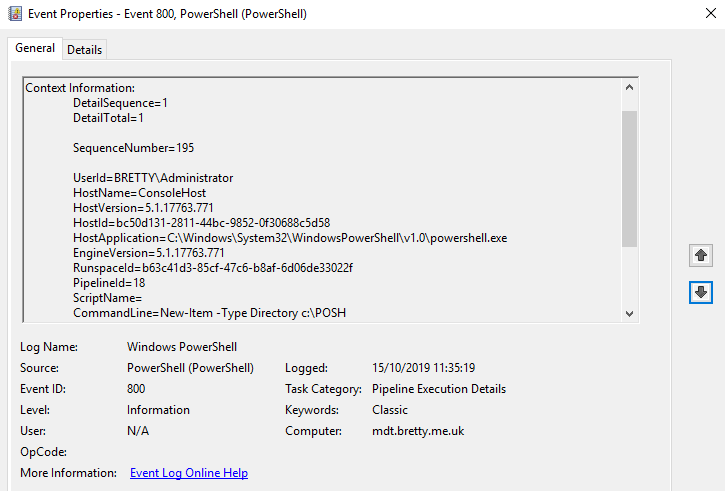 Event Properties - Event 800, PowerShell (PowerShell)
General Details
Context Information:
DetailSequence=1
DetailTotal=1
SequenceNumber=195
UserId=BRETTY\Administrator
HostName=ConsoleHost
HostVersion=5.1.17763.771
HostId=bc50d131-2811-44bc-9852-0f30688c5d58
HostApplication=C:\Windows\System32\WindowsPowerShell\v1.0\powershell.exe
EngineVersion=5.1.17763.771
RunspaceId=b63c41d3-85cf-47c6-b8af-6d06de33022f
PipelineId=18
ScriptName=
CommandLine=New-Item -Type Directory c:\POSH
Log Name: Windows PowerShell
Source: PowerShell (PowerShell) Logged: 15/10/2019 11:35:19
Event ID: 800 Task Category: Pipeline Execution Details
Level: Information Keywords: Classic
User: N/A Computer: mdt.bretty.me.uk
OpCode:
More Information: Event Log Online Help